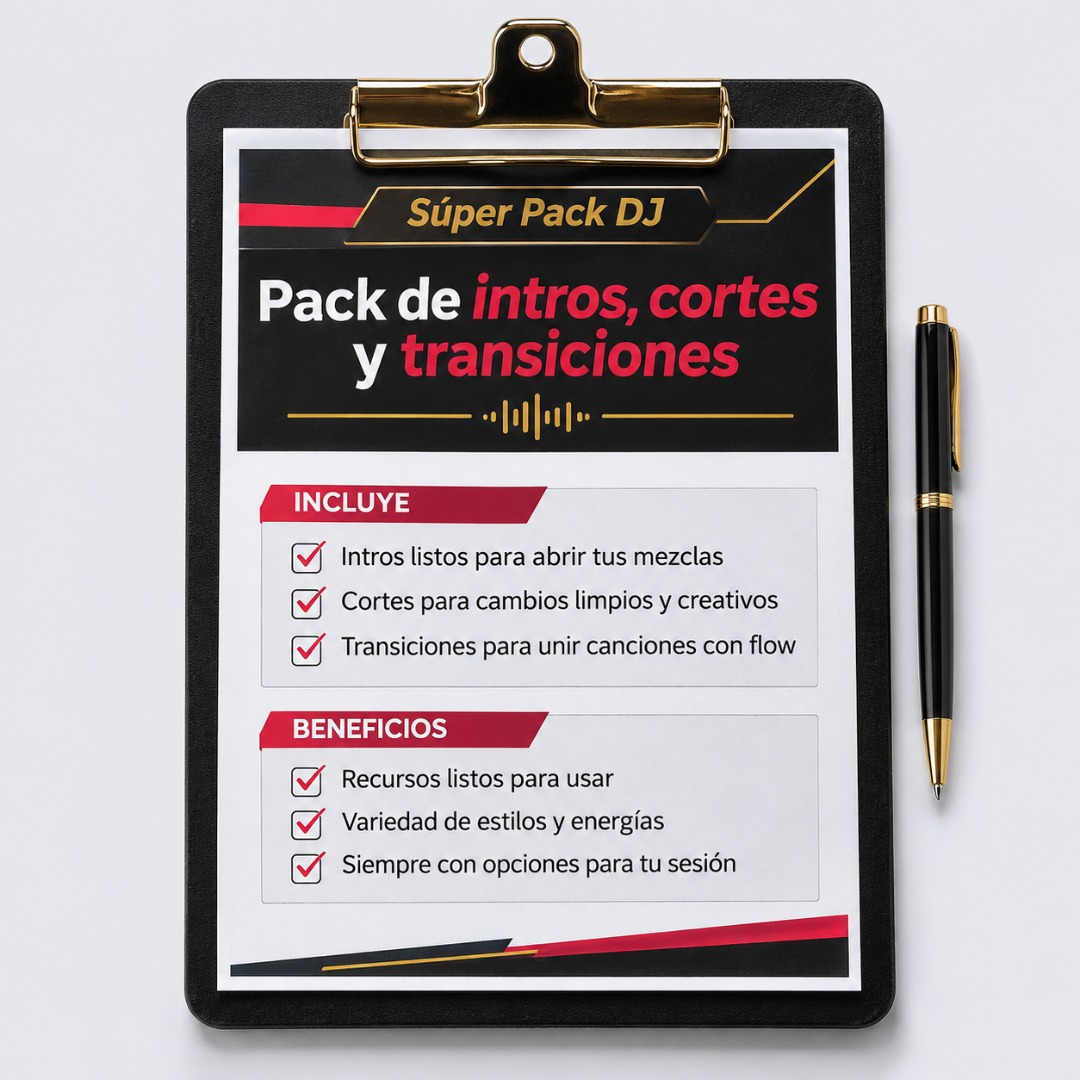 Súper Pack DJ
Pack de intros, cortes
y transiciones
INCLUYE
Intros listos para abrir tus mezclas
Cortes para cambios limpios y creativos
Transiciones para unir canciones con flow
BENEFICIOS
Recursos listos para usar
Variedad de estilos y energías
Siempre con opciones para tu sesión